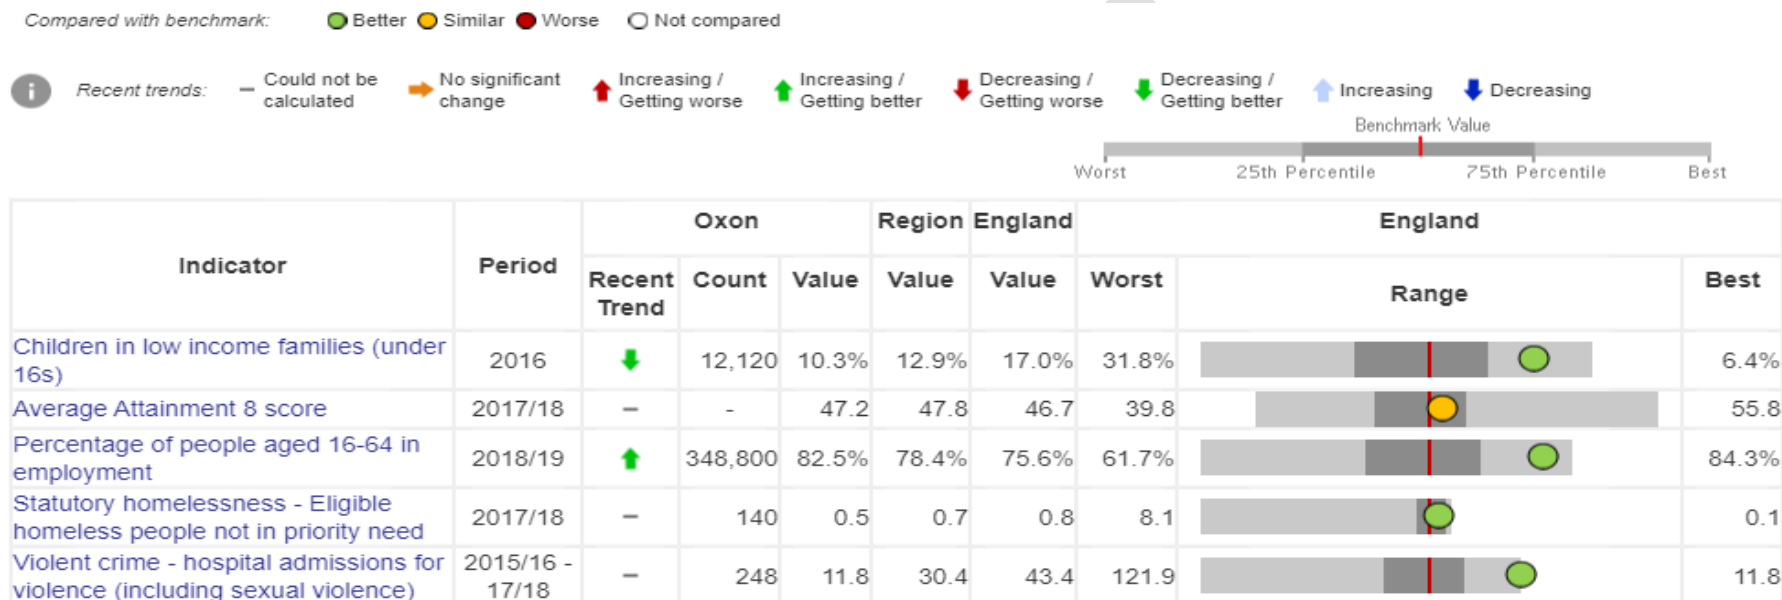 Compared with benchmark: Better Similar Worse Not compared
Recent trends: Could not be calculated No significant change Increasing / Getting worse Increasing / Getting better Decreasing / Getting worse Decreasing / Getting better Increasing Decreasing
Benchmark Value
Worst 25th Percentile 75th Percentile Best
Oxon Region England England
Indicator Period Recent Trend Count Value Value Value Worst Range Best
Children in low income families (under
16s) 2016 12,120 10.3% 12.9% 17.0% 31.8% 6.4%
Average Attainment 8 score 2017/18 – - 47.2 47.8 46.7 39.8 55.8
Percentage of people aged 16-64 in
employment 2018/19 348,800 82.5% 78.4% 75.6% 61.7% 84.3%
Statutory homelessness - Eligible
homeless people not in priority need 2017/18 – 140 0.5 0.7 0.8 8.1 0.1
Violent crime - hospital admissions for
violence (including sexual violence) 2015/16 - 17/18 – 248 11.8 30.4 43.4 121.9 11.8